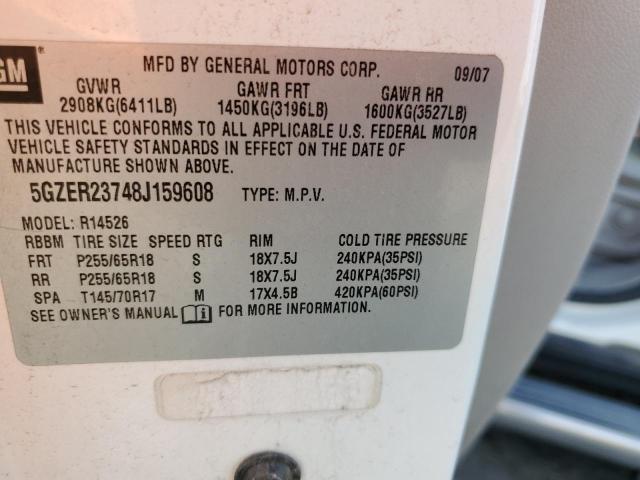 GM ®
MFD BY GENERAL MOTORS CORP. 09/07
GVWR GAWR FRT GAWR RR
2908KG(6411LB) 1450KG(3196LB) 1600KG(3527LB)
THIS VEHICLE CONFORMS TO ALL APPLICABLE U.S. FEDERAL MOTOR
VEHICLE SAFETY STANDARDS IN EFFECT ON THE DATE OF
MANUFACTURE SHOWN ABOVE.
5GZER23748J159608 TYPE: M.P.V.
MODEL: R14526
RBBM TIRE SIZE SPEED RTG RIM COLD TIRE PRESSURE
FRT P255/65R18 S 18X7.5J 240KPA(35PSI)
RR P255/65R18 S 18X7.5J 240KPA(35PSI)
SPA T145/70R17 M 17X4.5B 420KPA(60PSI)
SEE OWNER'S MANUAL i FOR MORE INFORMATION.